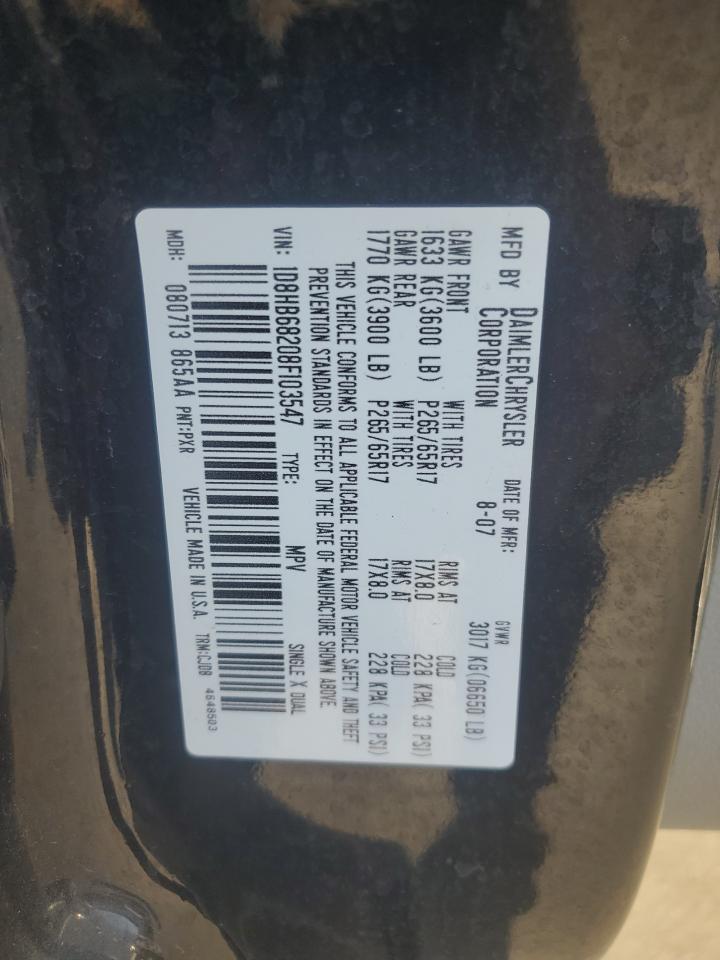 MFD BY DAIMLERCHRYSLER CORPORATION DATE OF MFR: 8-07 GVWR 3017 KG(06650 LB)
GAWR FRONT WITH TIRES RIMS AT COLD
1633 KG(3600 LB) P265/65R17 17X8.0 228 KPA( 33 PSI)
GAWR REAR WITH TIRES RIMS AT COLD
1770 KG(3900 LB) P265/65R17 17X8.0 228 KPA( 33 PSI)
THIS VEHICLE CONFORMS TO ALL APPLICABLE FEDERAL MOTOR VEHICLE SAFETY AND THEFT
PREVENTION STANDARDS IN EFFECT ON THE DATE OF MANUFACTURE SHOWN ABOVE.
VIN: 1D8HB68208F103547 TYPE: MPV SINGLE X DUAL
MDH: 080713 865AA PNT:PXR VEHICLE MADE IN U.S.A. TRM:CJD8 4648503